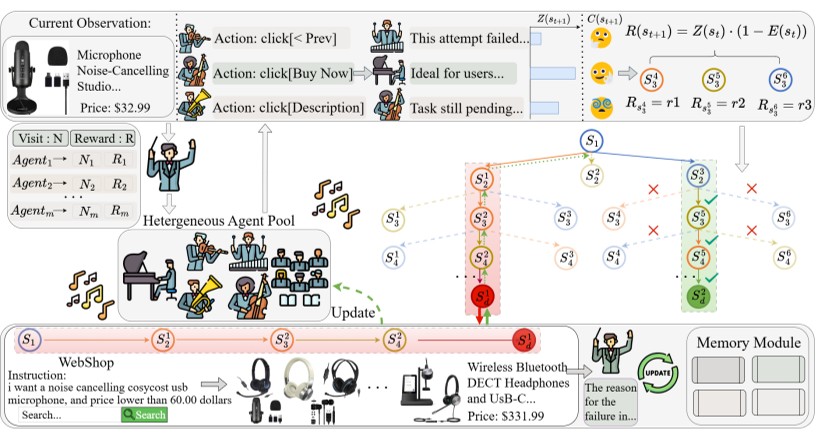 Current Observation:
Microphone
Noise-Cancelling
Studio...
Price: $32.99
Action: click[< Prev]
Action: click[Buy Now]
Action: click[Description]
This attempt failed...
Ideal for users...
Task still pending...
Z(s_{t+1})
C(s_{t+1})
R(s_{t+1}) = Z(s_t) · (1 − E(s_t))
S_3^4 S_3^5 S_3^6
R_{s_3^4} = r1 R_{s_3^5} = r2 R_{s_3^6} = r3
Visit : N Reward : R
Agent_1→ N_1 R_1
Agent_2→ N_2 R_2
...
Agent_m→ N_m R_m
Hetergeneous Agent Pool
Update
S_1
S_2^1 S_2^2 S_2^3
S_3^1 S_3^2 S_3^3 S_3^4 S_3^5 S_3^6
S_4^1 S_4^2 S_4^3 S_4^4 S_4^5 S_4^6
... ...
S_d^1 S_d^2
S_1 S_2^1 S_3^2 S_4^2 S_d^1
WebShop
Instruction:
i want a noise cancelling cosycost usb
microphone, and price lower than 60.00 dollars
Search... Search
...
Wireless Bluetooth
DECT Headphones
and UsB-C...
Price: $331.99
The reason
for the
failure in...
UPDATE
Memory Module